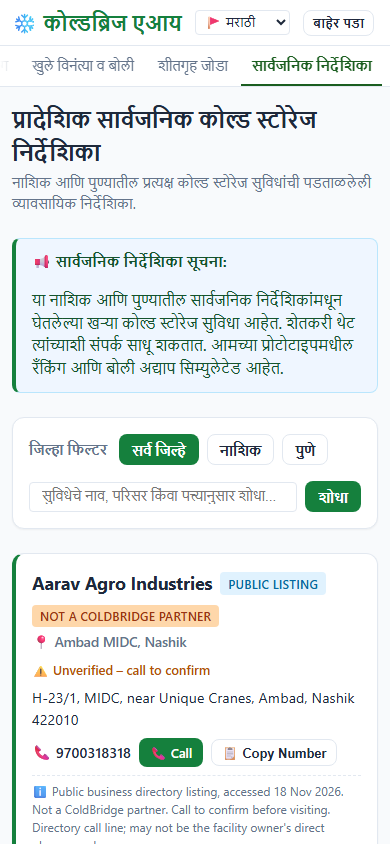 कोल्डब्रिज एआय
मराठी
बाहेर पडा
खुले विनंत्या व बोली
शीतगृह जोडा
सार्वजनिक निर्देशिका
प्रादेशिक सार्वजनिक कोल्ड स्टोरेज
निर्देशिका
नाशिक आणि पुण्यातील प्रत्यक्ष कोल्ड स्टोरेज सुविधांची पडताळलेली
व्यावसायिक निर्देशिका.
सार्वजनिक निर्देशिका सूचना:
या नाशिक आणि पुण्यातील सार्वजनिक निर्देशिकांमधून
घेतलेल्या खऱ्या कोल्ड स्टोरेज सुविधा आहेत. शेतकरी थेट
त्यांच्याशी संपर्क साधू शकतात. आमच्या प्रोटोटाइपमधील
रँकिंग आणि बोली अद्याप सिम्युलेटेड आहेत.
जिल्हा फिल्टर
सर्व जिल्हे
नाशिक
पुणे
सुविधेचे नाव, परिसर किंवा पत्त्यानुसार शोधा...
शोधा
Aarav Agro Industries
PUBLIC LISTING
NOT A COLDBRIDGE PARTNER
Ambad MIDC, Nashik
Unverified – call to confirm
H-23/1, MIDC, near Unique Cranes, Ambad, Nashik
422010
9700318318
Call
Copy Number
Public business directory listing, accessed 18 Nov 2026.
Not a ColdBridge partner. Call to confirm before visiting.
Directory call line; may not be the facility owner's direct